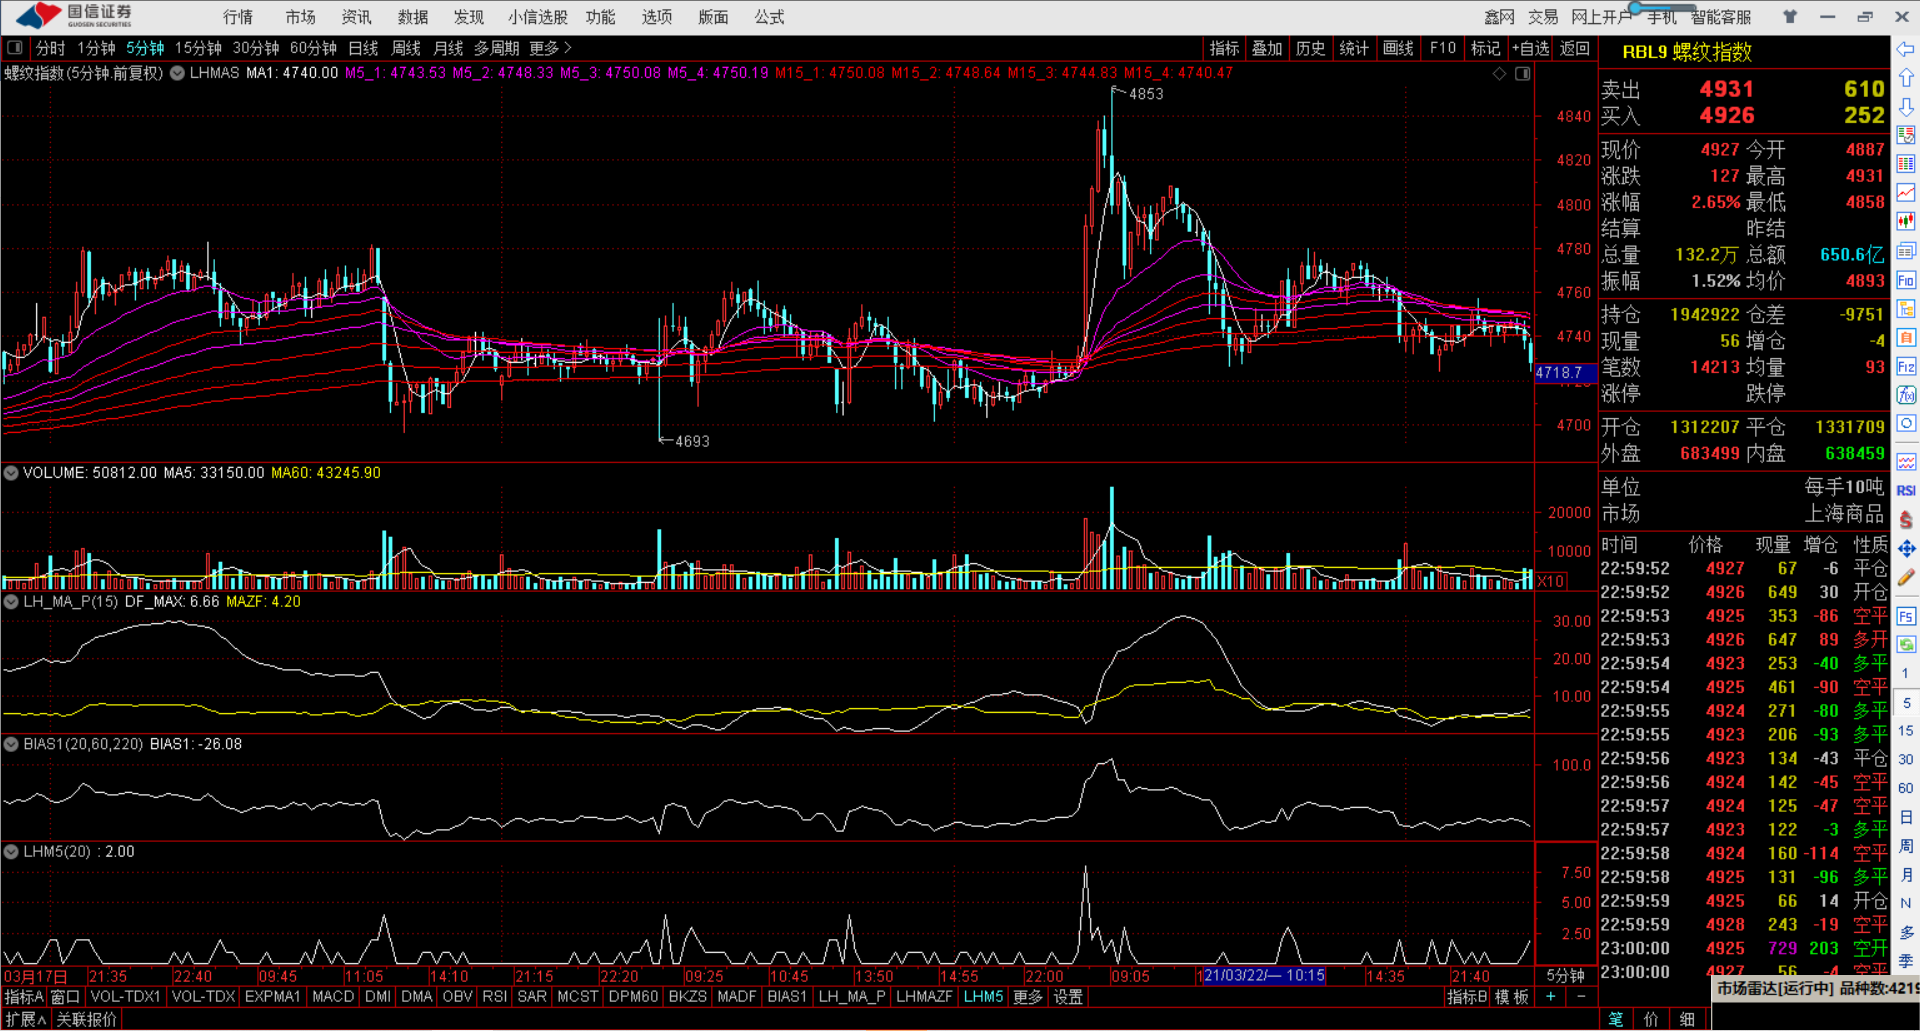 国信证券 行情 市场 资讯 数据 发现 小信选股 功能 选项 版面 公式 鑫网 交易 网上开户 手机 智能客服
GUOSEN SECURITIES
分时 1分钟 5分钟 15分钟 30分钟 60分钟 日线 周线 月线 多周期 更多 指标 叠加 历史 统计 画线 F10 标记 +自选 返回
螺纹指数(5分钟.前复权) LHMAS MA1: 4740.00 M5_1: 4743.53 M5_2: 4748.33 M5_3: 4750.08 M5_4: 4750.19 M15_1: 4750.08 M15_2: 4748.64 M15_3: 4744.83 M15_4: 4740.47
4853
4840
4820
4800
4780
4760
4740
4718.7
4700
4693
VOLUME: 50812.00 MA5: 33150.00 MA60: 43245.90
20000
10000
X10
LH_MA_P(15) DF_MAX: 6.66 MAZF: 4.20
30.00
20.00
10.00
BIAS1(20,60,220) BIAS1: -26.08
100.0
LHM5(20) : 2.00
7.50
5.00
2.50
03月17日 21:35 22:40 09:45 11:05 14:10 21:15 22:20 09:25 10:45 13:50 14:55 22:00 09:05 21/03/22/— 10:15 14:35 21:40 5分钟
指标A 窗口 VOL-TDX1 VOL-TDX EXPMA1 MACD DMI DMA OBV RSI SAR MCST DPM60 BKZS MADF BIAS1 LH_MA_P LHMAZF LHM5 更多 设置 指标B 模板 + −
扩展∧ 关联报价
RBL9 螺纹指数
卖出 4931 610
买入 4926 252
现价 4927 今开 4887
涨跌 127 最高 4931
涨幅 2.65% 最低 4858
结算 昨结
总量 132.2万 总额 650.6亿
振幅 1.52% 均价 4893
持仓 1942922 仓差 -9751
现量 56 增仓 -4
笔数 14213 均量 93
涨停 跌停
开仓 1312207 平仓 1331709
外盘 683499 内盘 638459
单位 每手10吨
市场 上海商品
时间 价格 现量 增仓 性质
22:59:52 4927 67 -6 平仓
22:59:52 4926 649 30 开仓
22:59:53 4925 353 -86 空平
22:59:53 4926 647 89 多开
22:59:54 4923 253 -40 多平
22:59:54 4925 461 -90 空平
22:59:55 4924 271 -80 多平
22:59:55 4923 206 -93 多平
22:59:56 4923 134 -43 平仓
22:59:56 4924 142 -45 空平
22:59:57 4924 125 -47 空平
22:59:57 4923 122 -3 多平
22:59:58 4924 160 -114 空平
22:59:58 4925 131 -96 多平
22:59:59 4925 66 14 开仓
22:59:59 4928 243 -19 空平
23:00:00 4925 729 203 空开
23:00:00 4927 56 -4 空平
市场雷达[运行中] 品种数:4219
笔 价 细
F10
自
F12
f(x)
RSI
$
F5
1
5
15
30
60
日
周
月
N
多
季